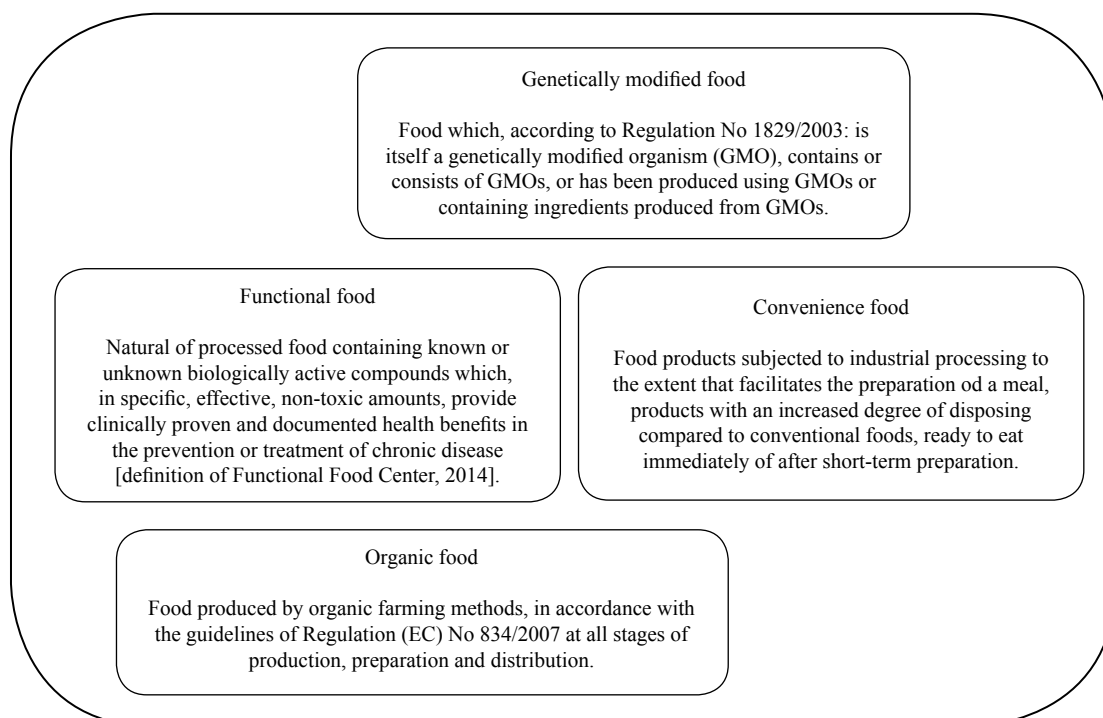 Genetically modified food
Food which, according to Regulation No 1829/2003: is
itself a genetically modified organism (GMO), contains or
consists of GMOs, or has been produced using GMOs or
containing ingredients produced from GMOs.
Functional food
Natural of processed food containing known or
unknown biologically active compounds which,
in specific, effective, non-toxic amounts, provide
clinically proven and documented health benefits in
the prevention or treatment of chronic disease
[definition of Functional Food Center, 2014].
Convenience food
Food products subjected to industrial processing to
the extent that facilitates the preparation od a meal,
products with an increased degree of disposing
compared to conventional foods, ready to eat
immediately of after short-term preparation.
Organic food
Food produced by organic farming methods, in accordance with
the guidelines of Regulation (EC) No 834/2007 at all stages of
production, preparation and distribution.